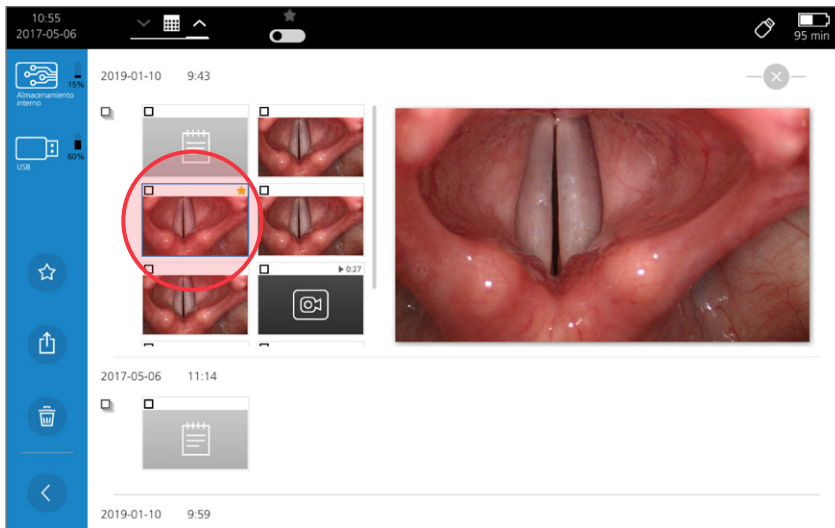 10:55
2017-05-06
95 min
15%
Almacenamiento
interno
60%
USB
2019-01-10 9:43
0:27
2017-05-06 11:14
2019-01-10 9:59